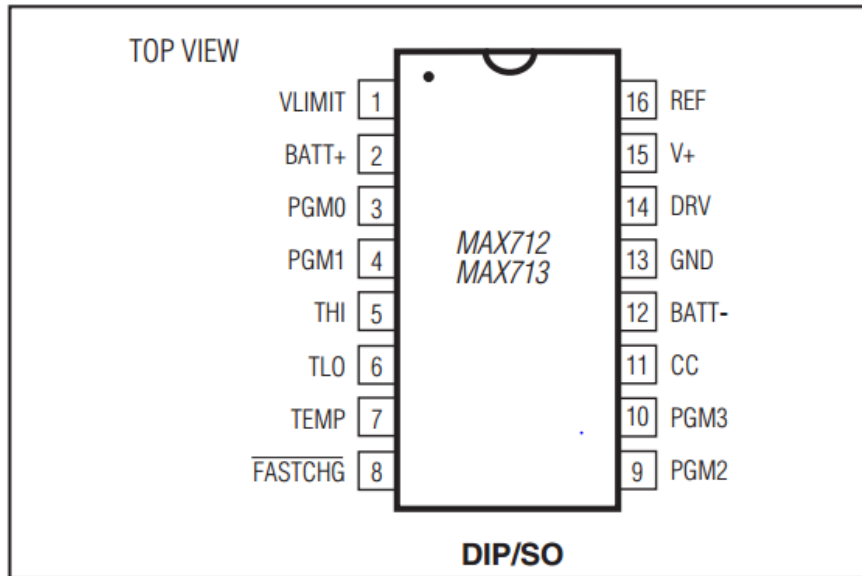 TOP VIEW
VLIMIT 1
BATT+ 2
PGM0 3
PGM1 4
THI 5
TLO 6
TEMP 7
FASTCHG 8
MAX712
MAX713
16 REF
15 V+
14 DRV
13 GND
12 BATT-
11 CC
10 PGM3
9 PGM2
DIP/SO